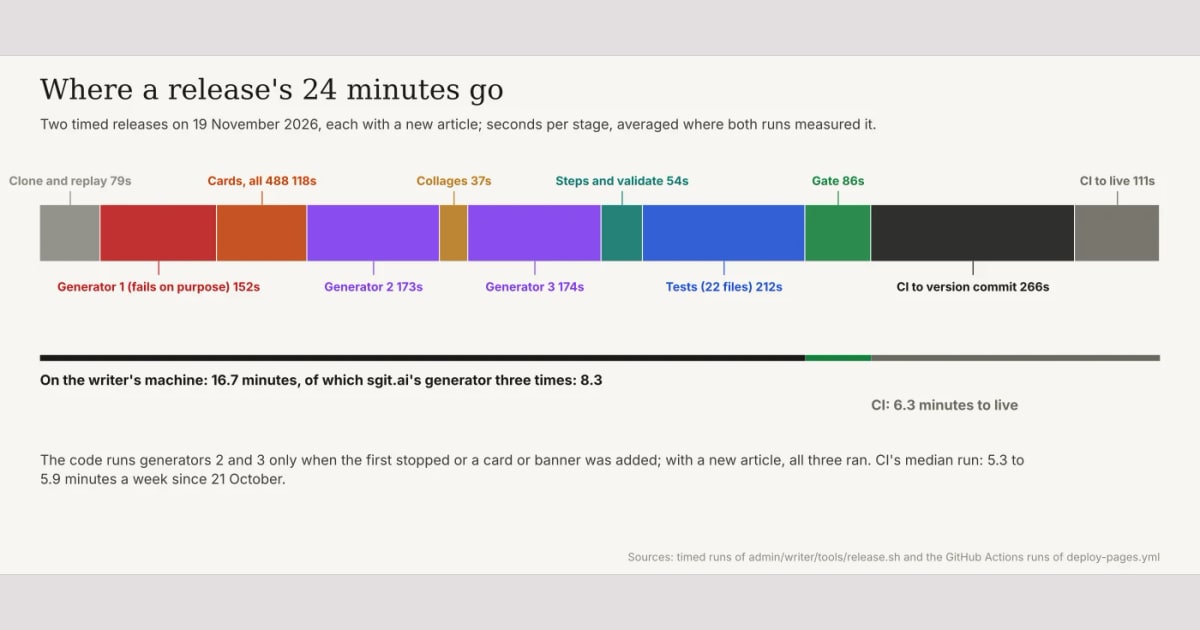 Where a release's 24 minutes go
Two timed releases on 19 November 2026, each with a new article; seconds per stage, averaged where both runs measured it.
Clone and replay 79s
Cards, all 488 118s
Collages 37s
Steps and validate 54s
Gate 86s
CI to live 111s
Generator 1 (fails on purpose) 152s
Generator 2 173s
Generator 3 174s
Tests (22 files) 212s
CI to version commit 266s
On the writer's machine: 16.7 minutes, of which sgit.ai's generator three times: 8.3
CI: 6.3 minutes to live
The code runs generators 2 and 3 only when the first stopped or a card or banner was added; with a new article, all three ran. CI's median run: 5.3 to
5.9 minutes a week since 21 October.
Sources: timed runs of admin/writer/tools/release.sh and the GitHub Actions runs of deploy-pages.yml